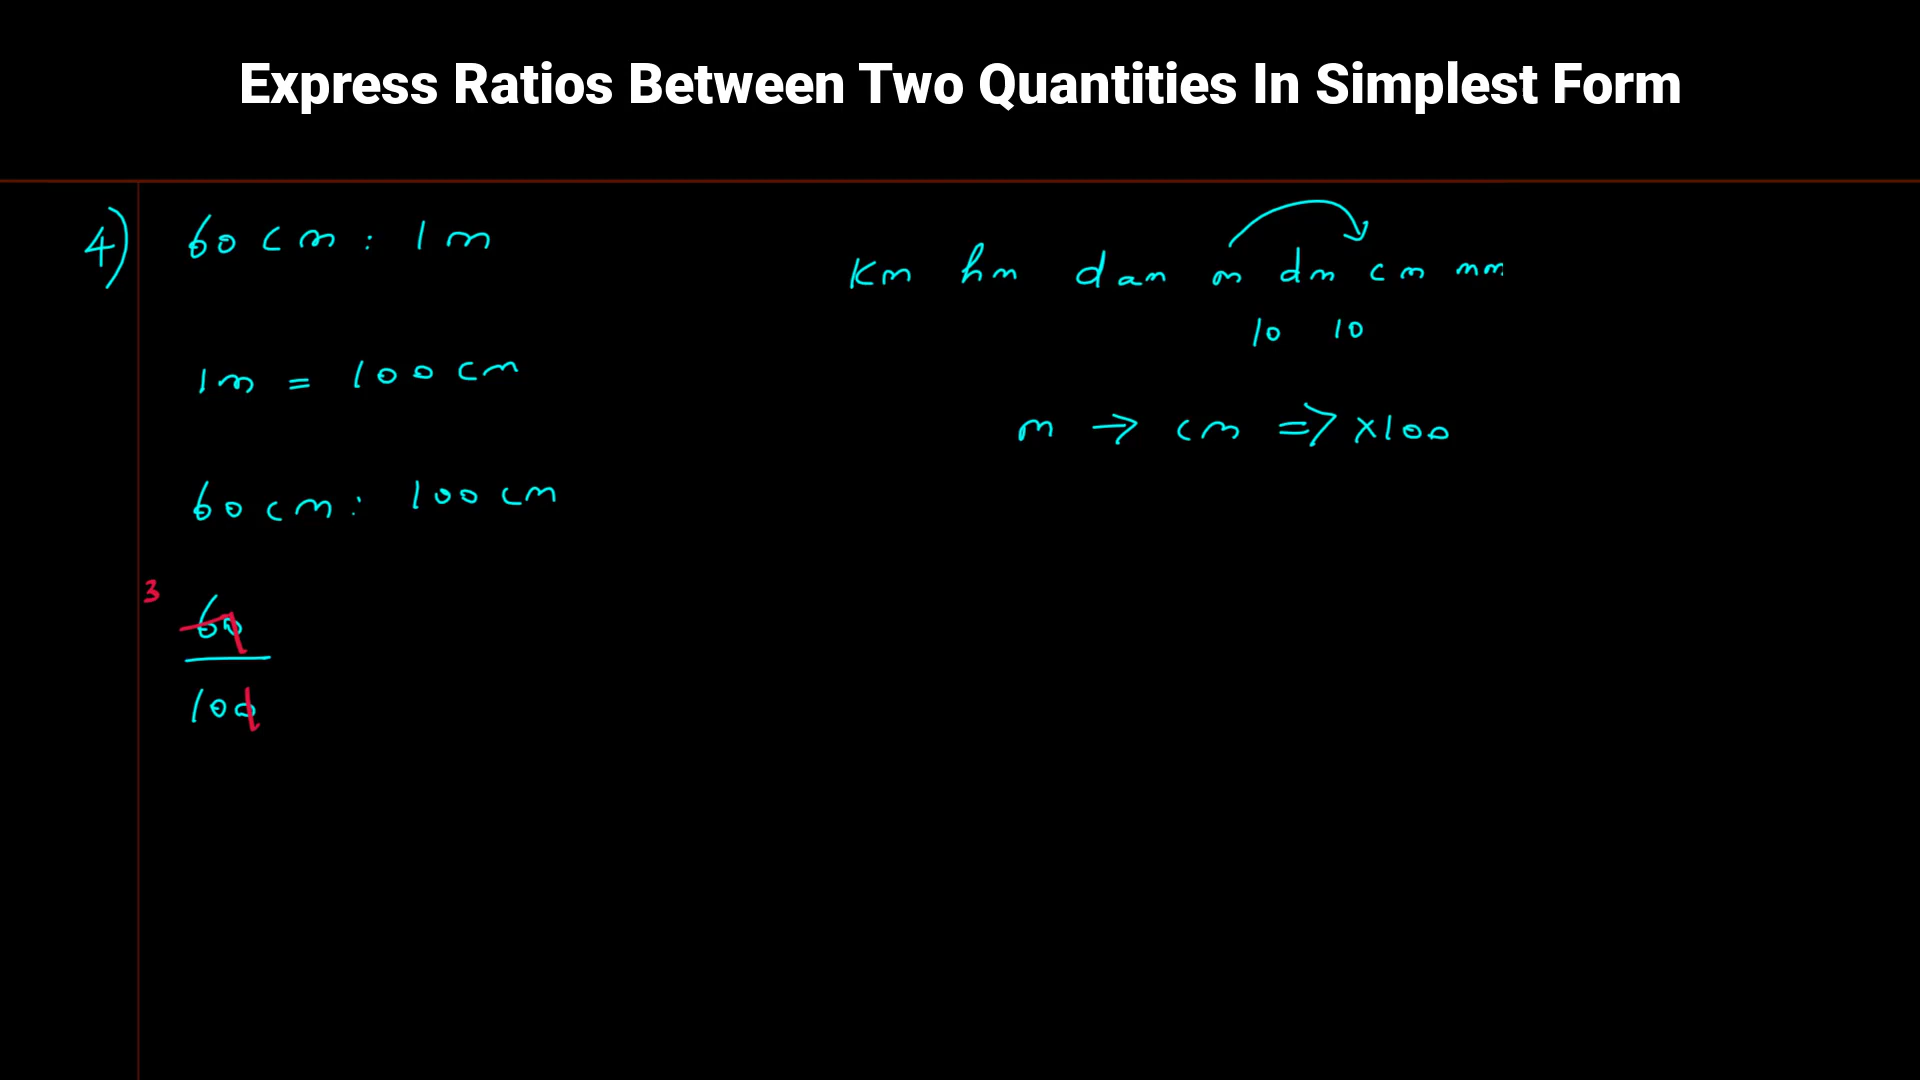 Express Ratios Between Two Quantities In Simplest Form
4) 60 cm : 1 m
Km hm dam m dm cm mm
10 10
1m = 100 cm
m → cm ⇒ ×100
60 cm : 100 cm
3
60
100